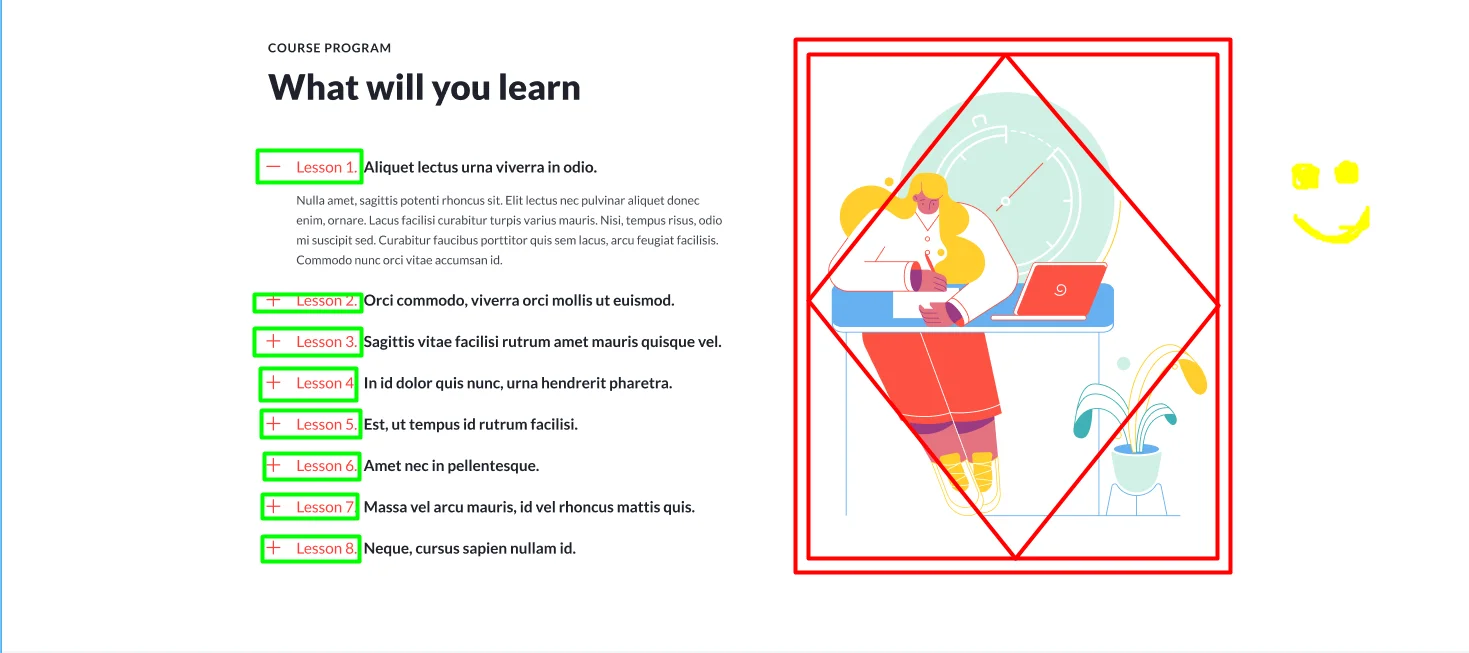 COURSE PROGRAM
What will you learn
Lesson 1. Aliquet lectus urna viverra in odio.
Nulla amet, sagittis potenti rhoncus sit. Elit lectus nec pulvinar aliquet donec
enim, ornare. Lacus facilisi curabitur turpis varius mauris. Nisi, tempus risus, odio
mi suscipit sed. Curabitur faucibus porttitor quis sem lacus, arcu feugiat facilisis.
Commodo nunc orci vitae accumsan id.
Lesson 2. Orci commodo, viverra orci mollis ut euismod.
Lesson 3. Sagittis vitae facilisi rutrum amet mauris quisque vel.
Lesson 4 In id dolor quis nunc, urna hendrerit pharetra.
Lesson 5. Est, ut tempus id rutrum facilisi.
Lesson 6. Amet nec in pellentesque.
Lesson 7. Massa vel arcu mauris, id vel rhoncus mattis quis.
Lesson 8. Neque, cursus sapien nullam id.